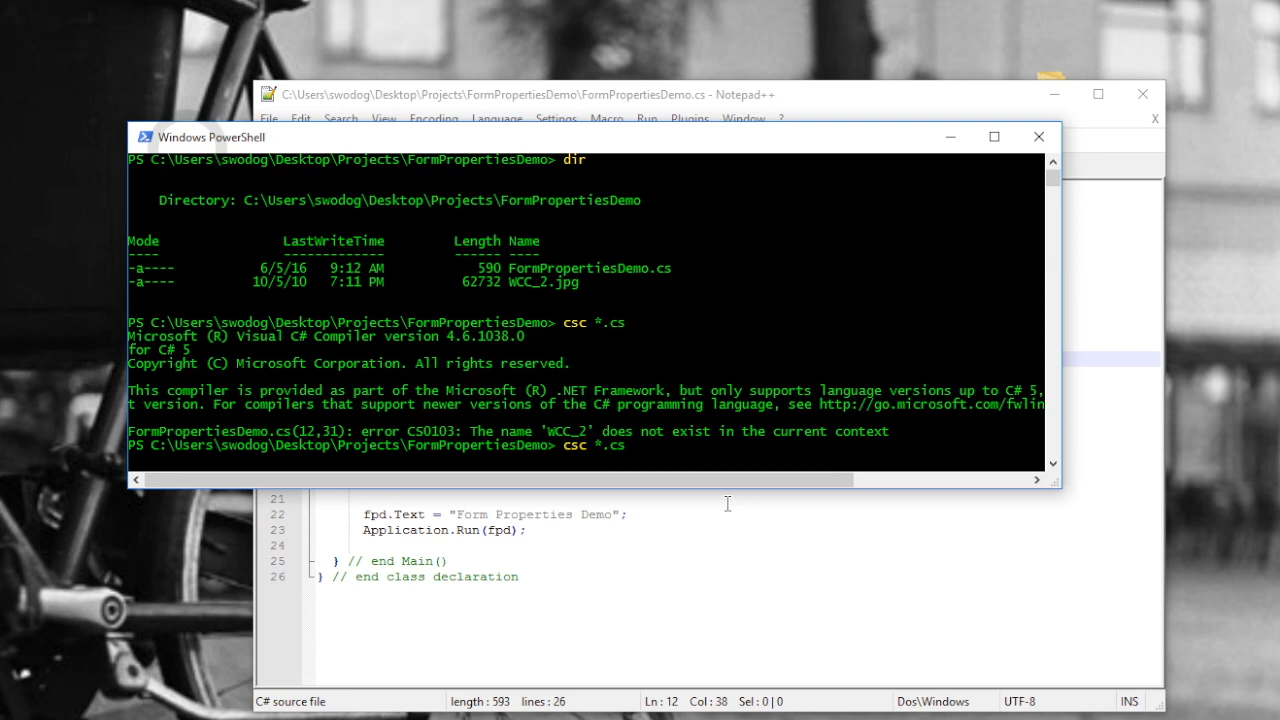 C:\Users\swodog\Desktop\Projects\FormPropertiesDemo\FormPropertiesDemo.cs - Notepad++
File Edit Search View Encoding Language Settings Macro Run Plugins Window ?
X
Windows PowerShell
PS C:\Users\swodog\Desktop\Projects\FormPropertiesDemo> dir
Directory: C:\Users\swodog\Desktop\Projects\FormPropertiesDemo
Mode LastWriteTime Length Name
---- ------------- ------ ----
-a---- 6/5/16 9:12 AM 590 FormPropertiesDemo.cs
-a---- 10/5/10 7:11 PM 62732 WCC_2.jpg
PS C:\Users\swodog\Desktop\Projects\FormPropertiesDemo> csc *.cs
Microsoft (R) Visual C# Compiler version 4.6.1038.0
for C# 5
Copyright (C) Microsoft Corporation. All rights reserved.
This compiler is provided as part of the Microsoft (R) .NET Framework, but only supports language versions up to C# 5,
t version. For compilers that support newer versions of the C# programming language, see http://go.microsoft.com/fwlin
FormPropertiesDemo.cs(12,31): error CS0103: The name 'WCC_2' does not exist in the current context
PS C:\Users\swodog\Desktop\Projects\FormPropertiesDemo> csc *.cs
21
22 fpd.Text = "Form Properties Demo";
23 Application.Run(fpd);
24
25 } // end Main()
26 } // end class declaration
C# source file length : 593 lines : 26 Ln : 12 Col : 38 Sel : 0 | 0 Dos\Windows UTF-8 INS